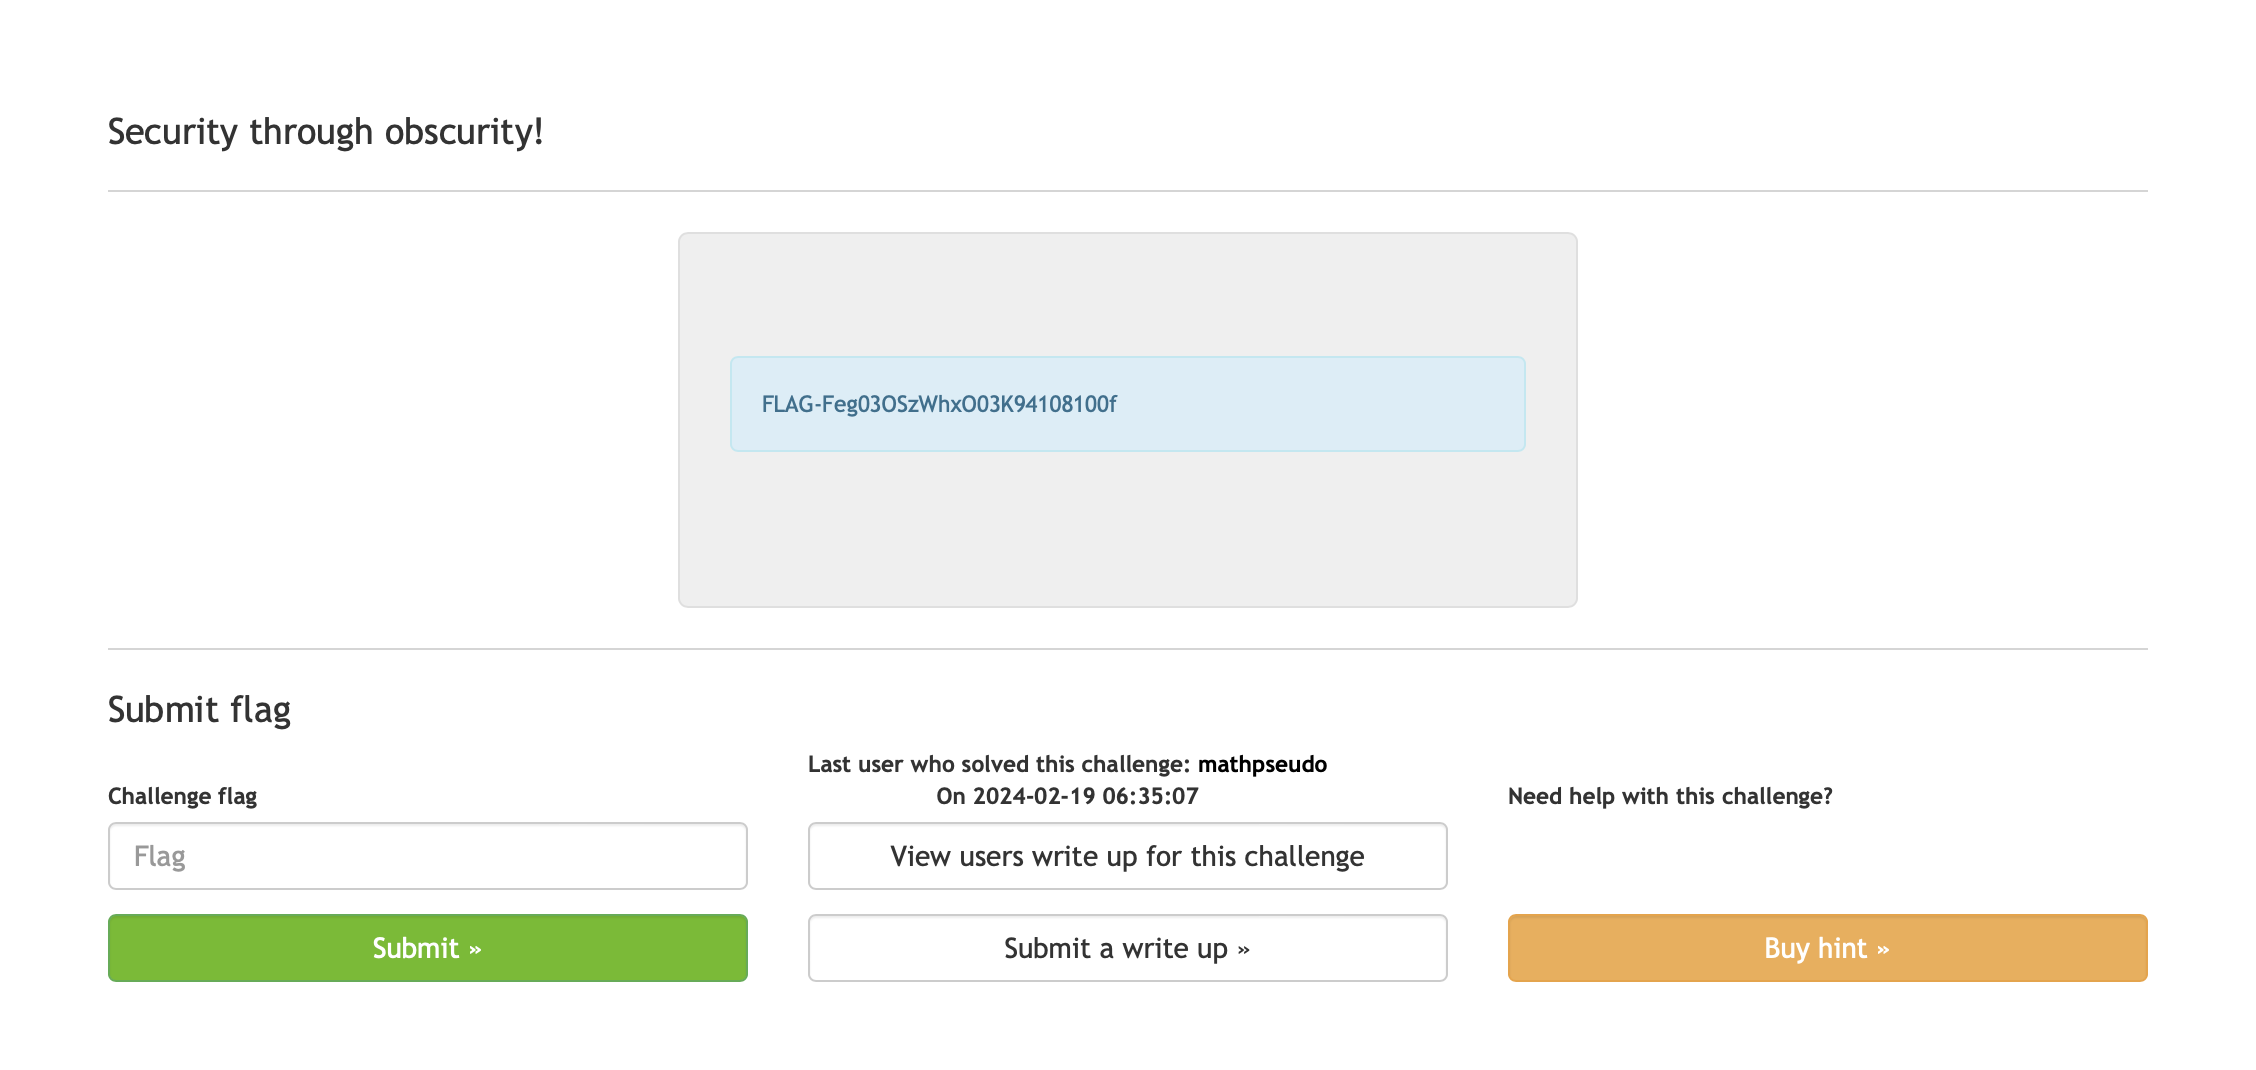 Security through obscurity!
FLAG-Feg03OSzWhxO03K94108100f
Submit flag
Challenge flag
Flag
Submit »
Last user who solved this challenge: mathpseudo
On 2024-02-19 06:35:07
View users write up for this challenge
Submit a write up »
Need help with this challenge?
Buy hint »